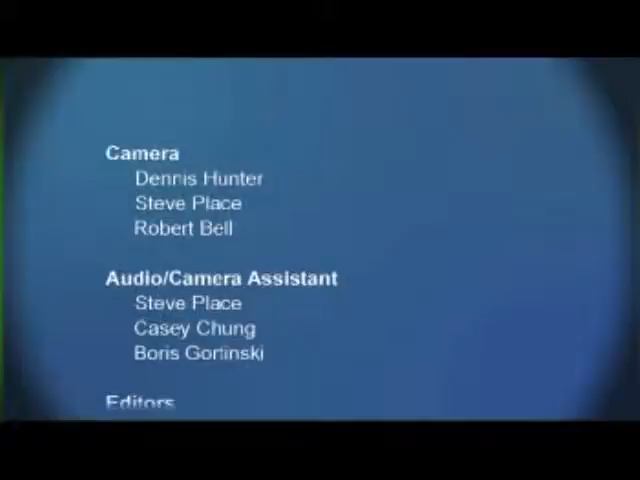 Camera
Dennis Hunter
Steve Place
Robert Bell
Audio/Camera Assistant
Steve Place
Casey Chung
Boris Gortinski
Editors